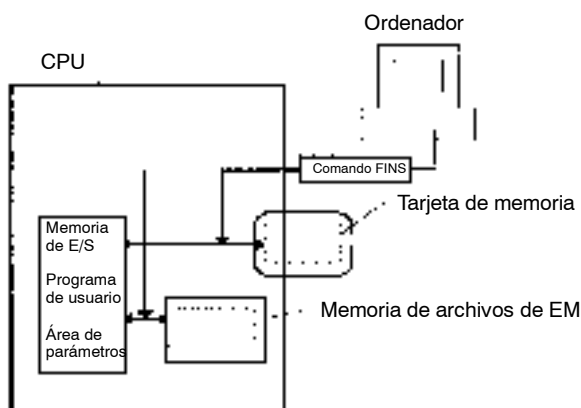 Ordenador
CPU
Comando FINS
Tarjeta de memoria
Memoria
de E/S
Programa
de usuario
Memoria de archivos de EM
Área de
parámetros